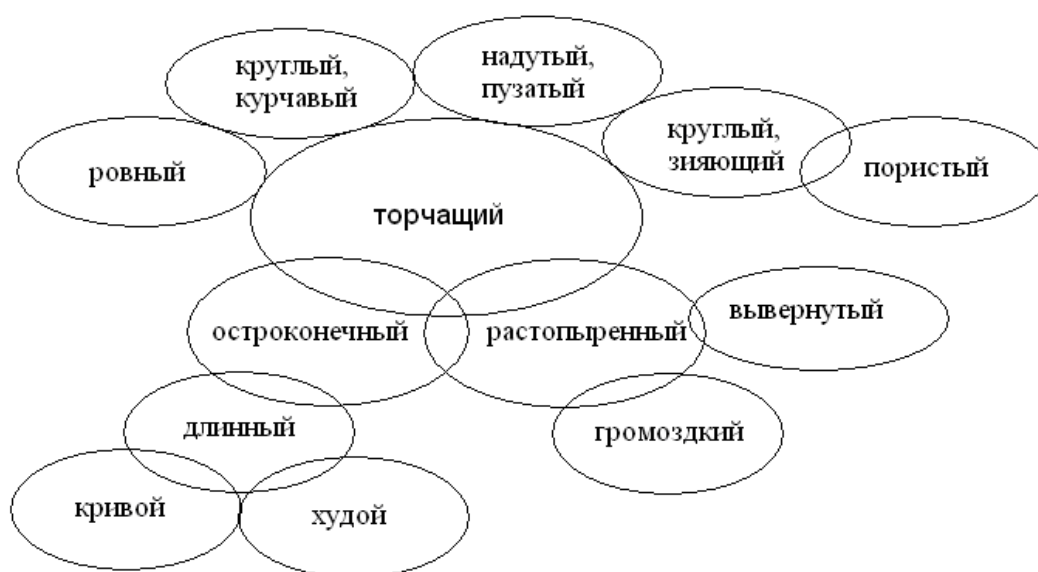 круглый,
курчавый
надутый,
пузатый
круглый,
зияющий
ровный
пористый
торчащий
остроконечный
растопыренный
вывернутый
длинный
громоздкий
кривой
худой